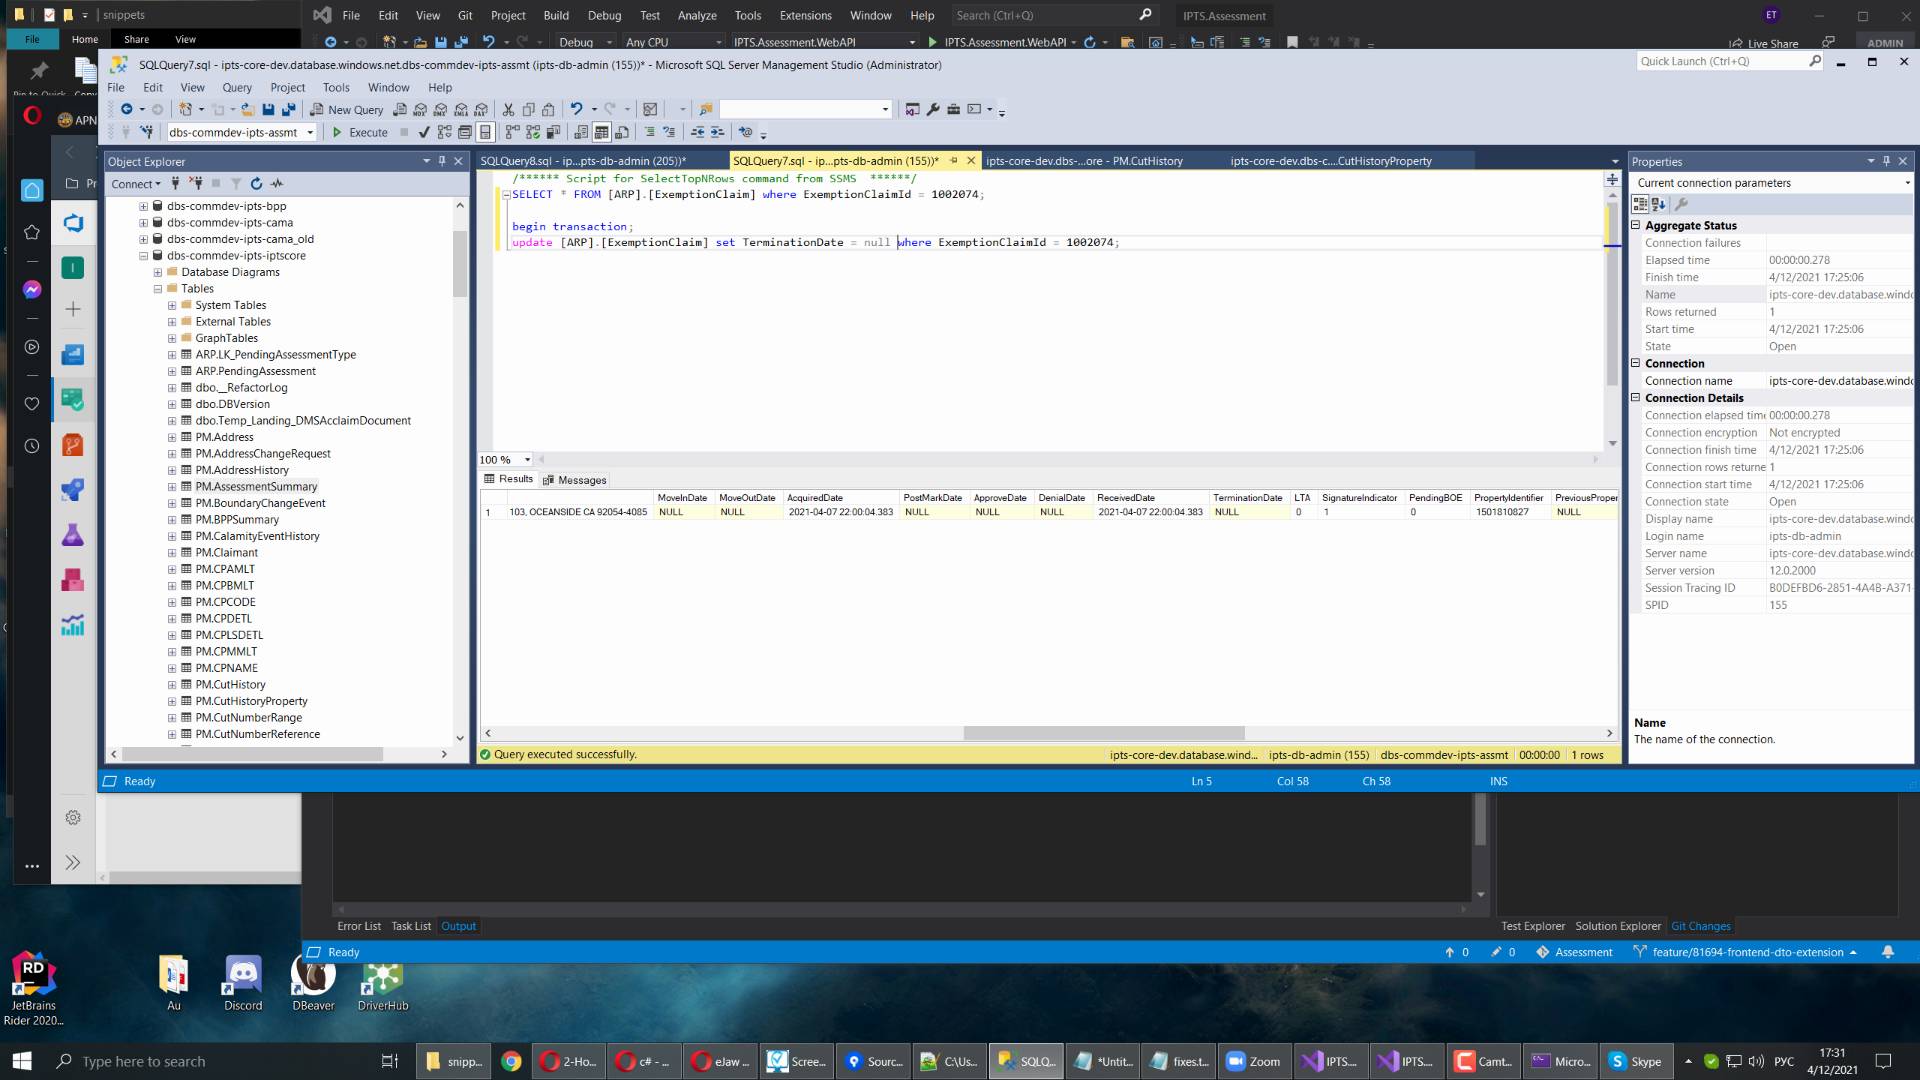 snippets
File Edit View Git Project Build Debug Test Analyze Tools Extensions Window Help Search (Ctrl+Q) IPTS.Assessment ET
File Home Share View
Debug Any CPU IPTS.Assessment.WebAPI IPTS.Assessment.WebAPI Live Share ADMIN
SQLQuery7.sql - ipts-core-dev.database.windows.net.dbs-commdev-ipts-assmt (ipts-db-admin (155))* - Microsoft SQL Server Management Studio (Administrator)
Quick Launch (Ctrl+Q)
File Edit View Query Project Tools Window Help
New Query
APN
dbs-commdev-ipts-assmt Execute
Object Explorer
SQLQuery8.sql - ip...pts-db-admin (205))* SQLQuery7.sql - ip...pts-db-admin (155))* ipts-core-dev.dbs-...ore - PM.CutHistory ipts-core-dev.dbs-c....CutHistoryProperty
Properties
Connect
Current connection parameters
dbs-commdev-ipts-bpp
dbs-commdev-ipts-cama
dbs-commdev-ipts-cama_old
dbs-commdev-ipts-iptscore
Database Diagrams
Tables
System Tables
External Tables
GraphTables
ARP.LK_PendingAssessmentType
ARP.PendingAssessment
dbo.__RefactorLog
dbo.DBVersion
dbo.Temp_Landing_DMSAcclaimDocument
PM.Address
PM.AddressChangeRequest
PM.AddressHistory
PM.AssessmentSummary
PM.BoundaryChangeEvent
PM.BPPSummary
PM.CalamityEventHistory
PM.Claimant
PM.CPAMLT
PM.CPBMLT
PM.CPCODE
PM.CPDETL
PM.CPLSDETL
PM.CPMMLT
PM.CPNAME
PM.CutHistory
PM.CutHistoryProperty
PM.CutNumberRange
PM.CutNumberReference
/****** Script for SelectTopNRows command from SSMS ******/
SELECT * FROM [ARP].[ExemptionClaim] where ExemptionClaimId = 1002074;
begin transaction;
update [ARP].[ExemptionClaim] set TerminationDate = null where ExemptionClaimId = 1002074;
100 %
Results Messages
MoveInDate MoveOutDate AcquiredDate PostMarkDate ApproveDate DenialDate ReceivedDate TerminationDate LTA SignatureIndicator PendingBOE PropertyIdentifier PreviousProper
1 103, OCEANSIDE CA 92054-4085 NULL NULL 2021-04-07 22:00:04.383 NULL NULL NULL 2021-04-07 22:00:04.383 NULL 0 1 0 1501810827 NULL
Query executed successfully. ipts-core-dev.database.wind... ipts-db-admin (155) dbs-commdev-ipts-assmt 00:00:00 1 rows
Aggregate Status
Connection failures
Elapsed time 00:00:00.278
Finish time 4/12/2021 17:25:06
Name ipts-core-dev.database.windo
Rows returned 1
Start time 4/12/2021 17:25:06
State Open
Connection
Connection name ipts-core-dev.database.windo
Connection Details
Connection elapsed time 00:00:00.278
Connection encryption Not encrypted
Connection finish time 4/12/2021 17:25:06
Connection rows returne 1
Connection start time 4/12/2021 17:25:06
Connection state Open
Display name ipts-core-dev.database.windo
Login name ipts-db-admin
Server name ipts-core-dev.database.windo
Server version 12.0.2000
Session Tracing ID B0DEFBD6-2851-4A4B-A371-
SPID 155
Name
The name of the connection.
Ready Ln 5 Col 58 Ch 58 INS
Error List Task List Output Test Explorer Solution Explorer Git Changes
Ready 0 0 Assessment feature/81694-frontend-dto-extension
RD
JetBrains Rider 2020... Au Discord DBeaver DriverHub
Type here to search snipp... 2-Ho... c# - ... eJaw ... Scree... Sourc... C:\Us... SQLQ... *Untit... fixes.t... Zoom IPTS.... IPTS.... Camt... Micro... Skype РУС 17:31
4/12/2021